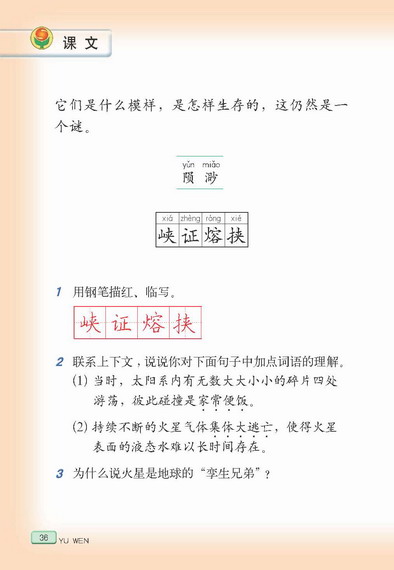 课文
它们是什么模样，是怎样生存的，这仍然是一
个谜。
yǔn miǎo
陨 渺
xiá zhèng róng xié
峡证熔挟
1 用钢笔描红、临写。
峡证熔挟
2 联系上下文，说说你对下面句子中加点词语的理解。
(1) 当时，太阳系内有无数大大小小的碎片四处
游荡，彼此碰撞是家常便饭。
(2) 持续不断的火星气体集体大逃亡，使得火星
表面的液态水难以长时间存在。
3 为什么说火星是地球的“孪生兄弟”？
36 YU WEN